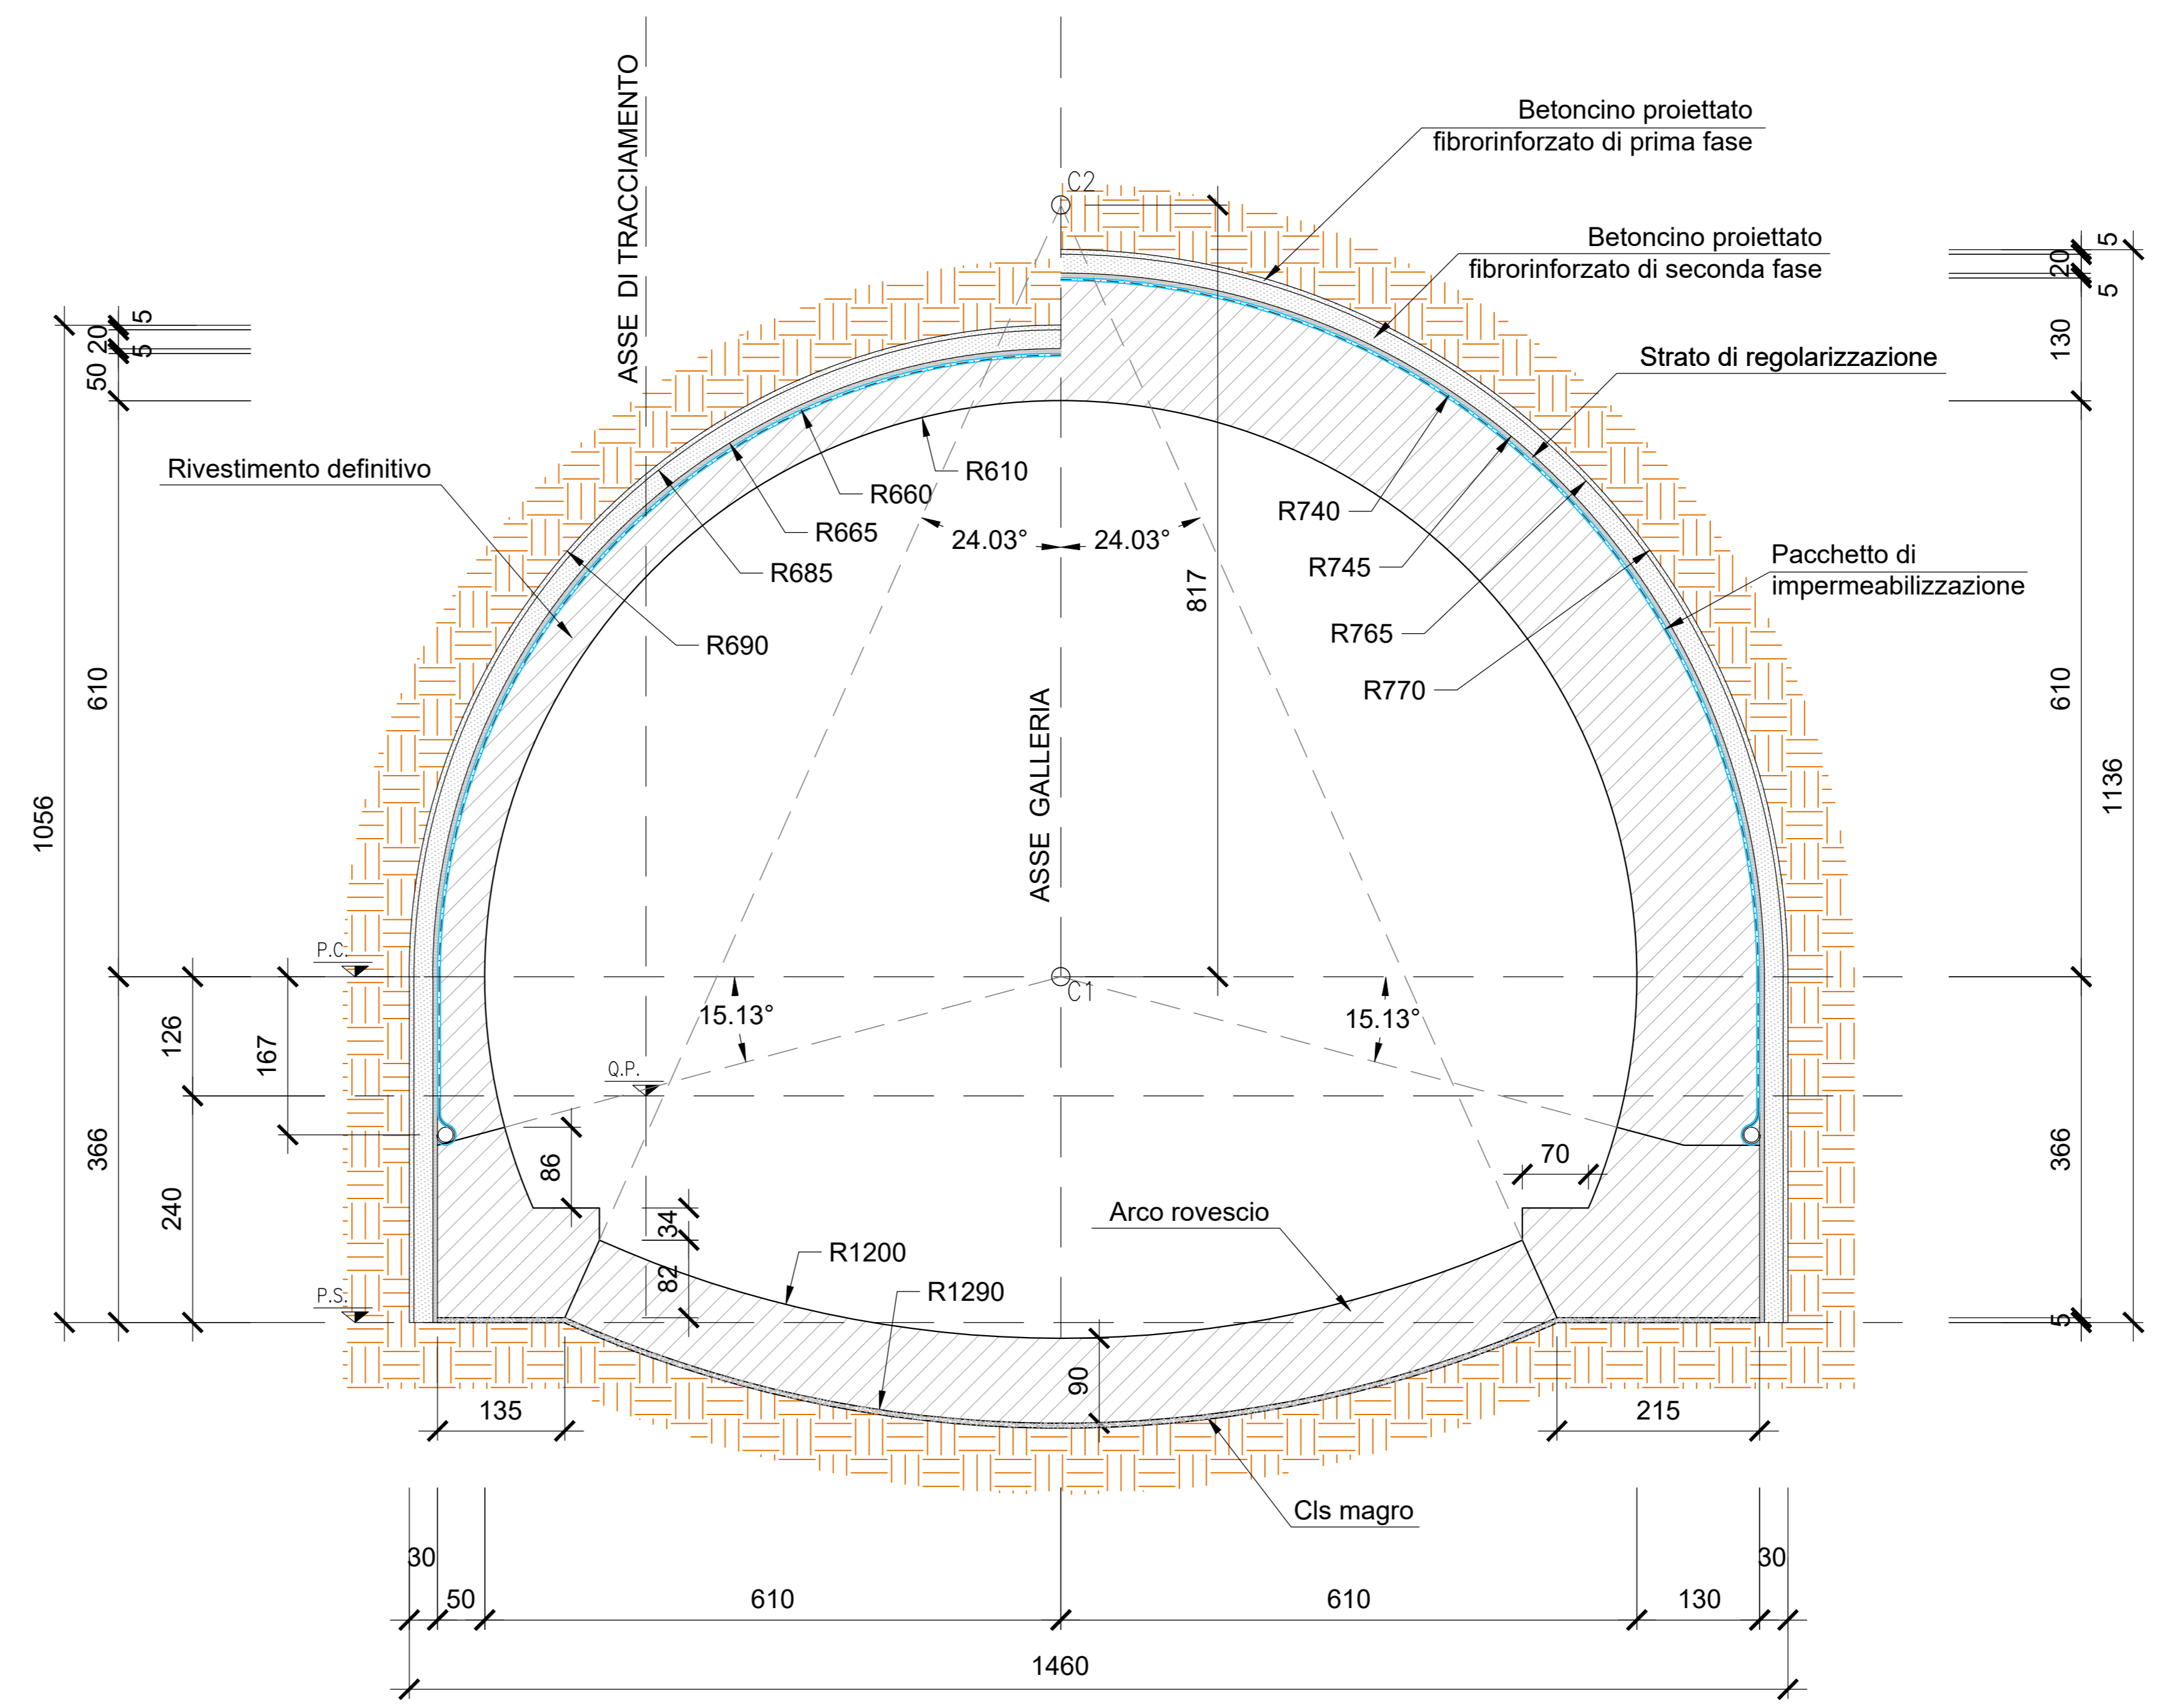 ASSE DI TRACCIAMENTO
Betoncino proiettato
fibrorinforzato di prima fase
C2
Betoncino proiettato
fibrorinforzato di seconda fase
5
20
5
130
5
20
5
50
Strato di regolarizzazione
Rivestimento definitivo
R610
R660
R665
R685
R690
24.03°
24.03°
R740
R745
R765
R770
817
Pacchetto di
impermeabilizzazione
610
610
1056
1136
ASSE GALLERIA
P.C.
C1
15.13°
15.13°
126
167
Q.P.
366
240
86
34
82
70
366
Arco rovescio
R1200
R1290
P.S.
5
90
135
215
Cls magro
30
50
610
610
130
30
1460